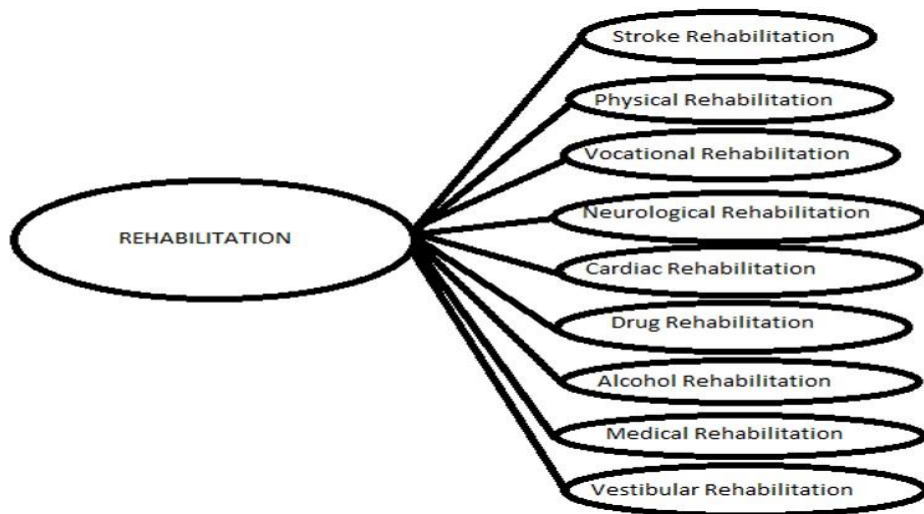 Stroke Rehabilitation
Physical Rehabilitation
Vocational Rehabilitation
Neurological Rehabilitation
REHABILITATION
Cardiac Rehabilitation
Drug Rehabilitation
Alcohol Rehabilitation
Medical Rehabilitation
Vestibular Rehabilitation